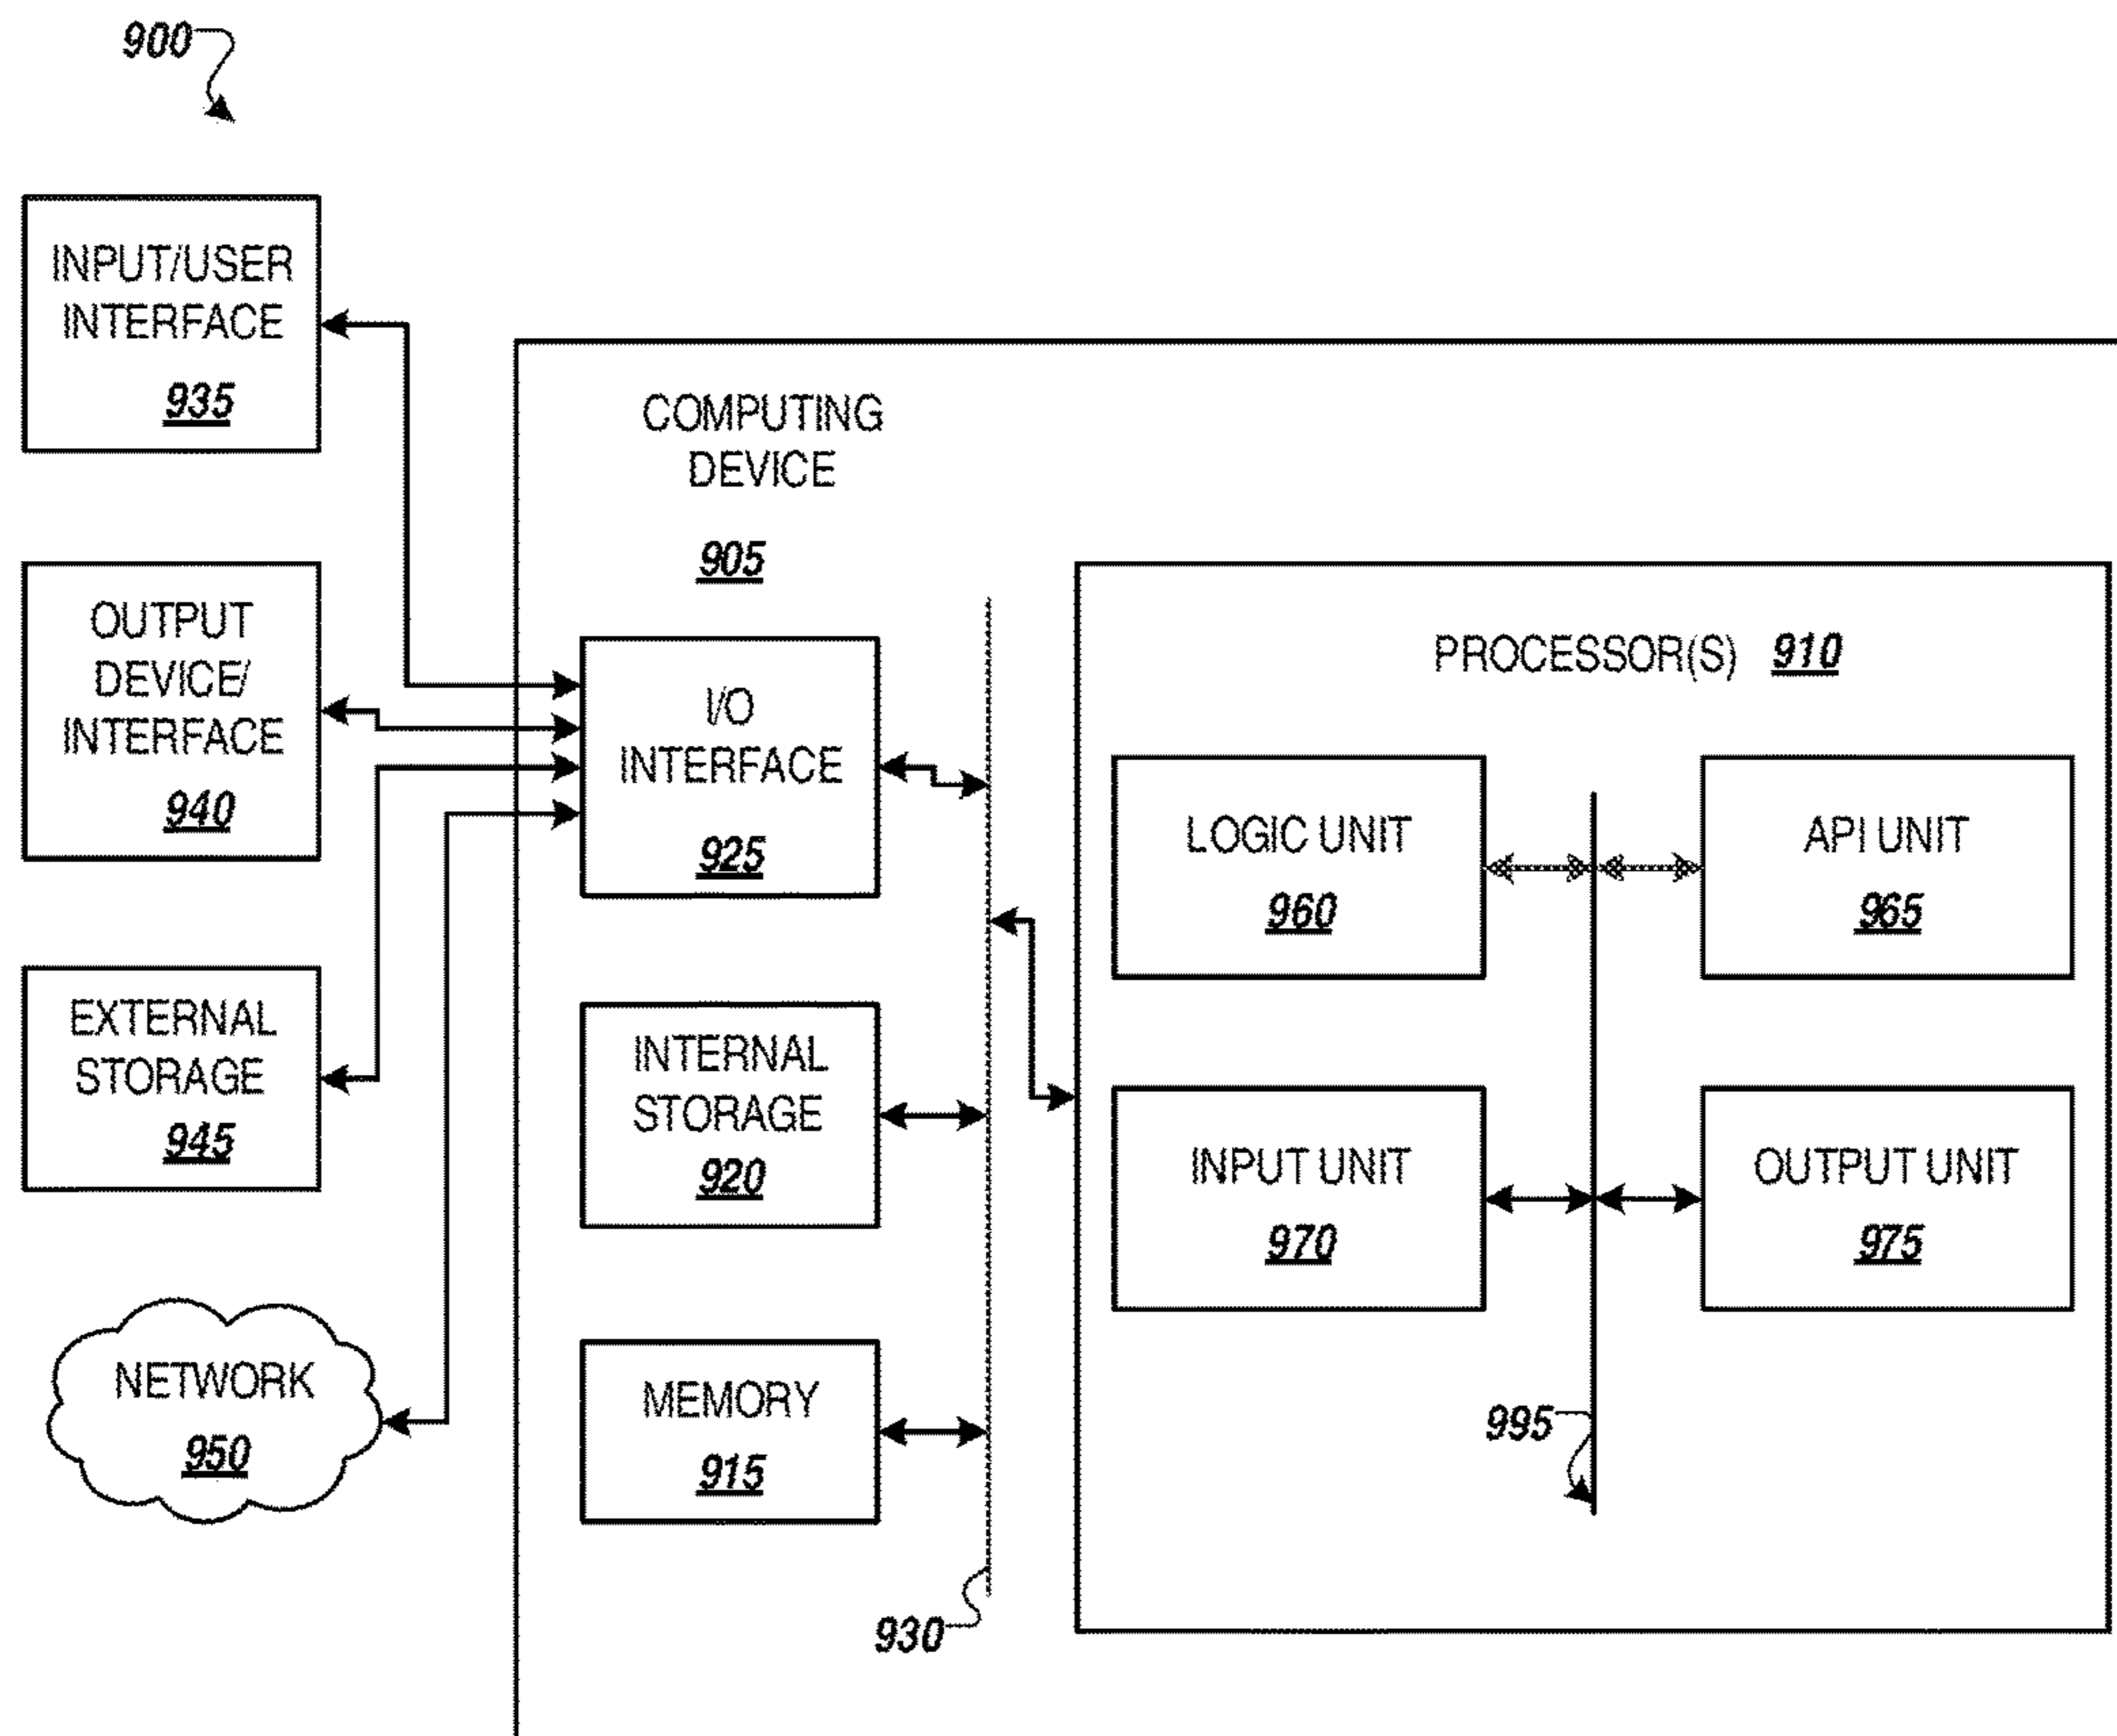 900
INPUT/USER
INTERFACE
935
OUTPUT
DEVICE/
INTERFACE
940
EXTERNAL
STORAGE
945
NETWORK
950
COMPUTING
DEVICE
905
I/O
INTERFACE
925
INTERNAL
STORAGE
920
MEMORY
915
930
PROCESSOR(S) 910
LOGIC UNIT
960
API UNIT
965
INPUT UNIT
970
OUTPUT UNIT
975
995